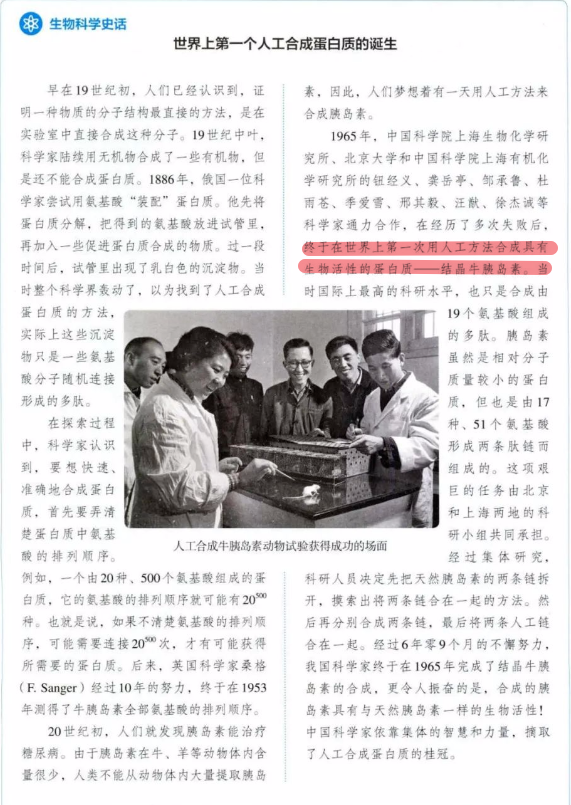 生物科学史话
世界上第一个人工合成蛋白质的诞生
早在19世纪初，人们已经认识到，证
明一种物质的分子结构最直接的方法，是在
实验室中直接合成这种分子。19世纪中叶，
科学家陆续用无机物合成了一些有机物，但
是还不能合成蛋白质。1886年，俄国一位科
学家尝试用氨基酸“装配”蛋白质。他先将
蛋白质分解，把得到的氨基酸放进试管里，
再加入一些促进蛋白质合成的物质。过一段
时间后，试管里出现了乳白色的沉淀物。当
时整个科学界轰动了，以为找到了人工合成
蛋白质的方法，
实际上这些沉淀
物只是一些氨基
酸分子随机连接
形成的多肽。
在探索过程
中，科学家认识
到，要想快速、
准确地合成蛋白
质，首先要弄清
楚蛋白质中氨基
酸的排列顺序。
例如，一个由20种、500个氨基酸组成的蛋
白质，它的氨基酸的排列顺序就可能有20⁵⁰⁰
种。也就是说，如果不清楚氨基酸的排列顺
序，可能需要连接20⁵⁰⁰次，才有可能获得
所需要的蛋白质。后来，英国科学家桑格
（F. Sanger）经过10年的努力，终于在1953
年测得了牛胰岛素全部氨基酸的排列顺序。
20世纪初，人们就发现胰岛素能治疗
糖尿病。由于胰岛素在牛、羊等动物体内含
量很少，人类不能从动物体内大量提取胰岛
素，因此，人们梦想着有一天用人工方法来
合成胰岛素。
1965年，中国科学院上海生物化学研
究所、北京大学和中国科学院上海有机化
学研究所的钮经义、龚岳亭、邹承鲁、杜
雨苍、季爱雪、邢其毅、汪猷、徐杰诚等
科学家通力合作，在经历了多次失败后，
终于在世界上第一次用人工方法合成具有
生物活性的蛋白质——结晶牛胰岛素。当
时国际上最高的科研水平，也只是合成由
19个氨基酸组成
的多肽。胰岛素
虽然是相对分子
质量较小的蛋白
质，但也是由17
种、51个氨基酸
形成两条肽链而
组成的。这项艰
巨的任务由北京
和上海两地的科
研小组共同承担。
经过集体研究，
科研人员决定先把天然胰岛素的两条链拆
开，摸索出将两条链合在一起的方法。然
后再分别合成两条链，最后将两条人工链
合在一起。经过6年零9个月的不懈努力，
我国科学家终于在1965年完成了结晶牛胰
岛素的合成，更令人振奋的是，合成的胰
岛素具有与天然胰岛素一样的生物活性！
中国科学家依靠集体的智慧和力量，摘取
了人工合成蛋白质的桂冠。
人工合成牛胰岛素动物试验获得成功的场面